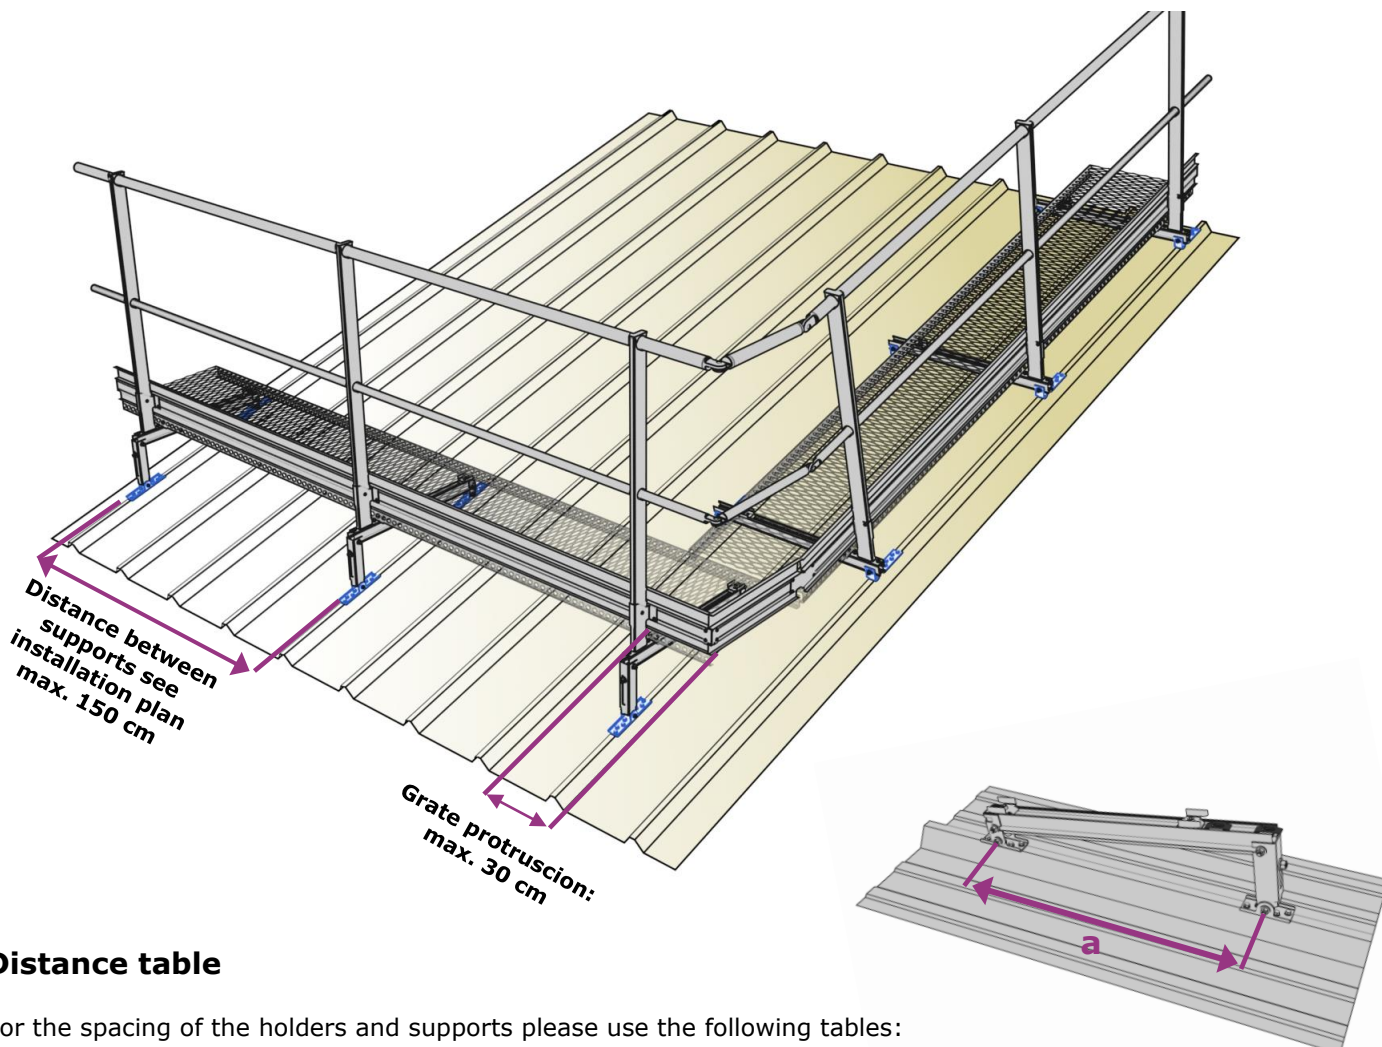 Distance between
supports see
installation plan
max. 150 cm
Grate protruscion:
max. 30 cm
a
Distance table
or the spacing of the holders and supports please use the following tables: